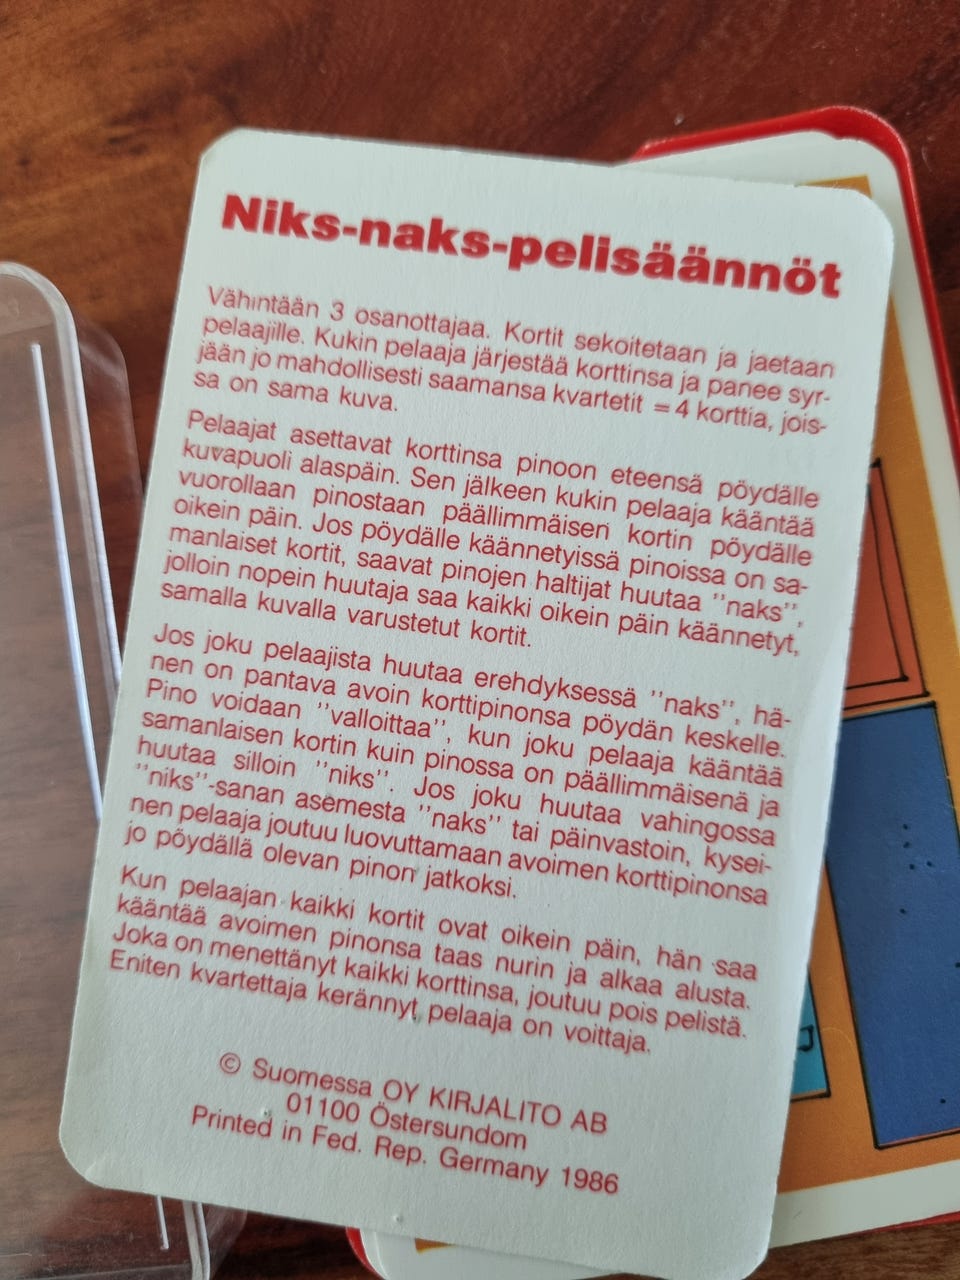 Niks-naks-pelisäännöt
Vähintään 3 osanottajaa. Kortit sekoitetaan ja jaetaan
pelaajille. Kukin pelaaja järjestää korttinsa ja panee syr-
jään jo mahdollisesti saamansa kvartetit = 4 korttia, jois-
sa on sama kuva.
Pelaajat asettavat korttinsa pinoon eteensä pöydälle
kuvapuoli alaspäin. Sen jälkeen kukin pelaaja kääntää
vuorollaan pinostaan päällimmäisen kortin pöydälle
oikein päin. Jos pöydälle käännetyissä pinoissa on sa-
manlaiset kortit, saavat pinojen haltijat huutaa ''naks'',
jolloin nopein huutaja saa kaikki oikein päin käännetyt,
samalla kuvalla varustetut kortit.
Jos joku pelaajista huutaa erehdyksessä ''naks'', hä-
nen on pantava avoin korttipinonsa pöydän keskelle.
Pino voidaan ''valloittaa'', kun joku pelaaja kääntää
samanlaisen kortin kuin pinossa on päällimmäisenä ja
huutaa silloin ''niks''. Jos joku huutaa vahingossa
''niks''-sanan asemesta ''naks'' tai päinvastoin, kysei-
nen pelaaja joutuu luovuttamaan avoimen korttipinonsa
jo pöydällä olevan pinon jatkoksi.
Kun pelaajan kaikki kortit ovat oikein päin, hän saa
kääntää avoimen pinonsa taas nurin ja alkaa alusta.
Joka on menettänyt kaikki korttinsa, joutuu pois pelistä.
Eniten kvartettaja kerännyt pelaaja on voittaja.
© Suomessa OY KIRJALITO AB
01100 Östersundom
Printed in Fed. Rep. Germany 1986